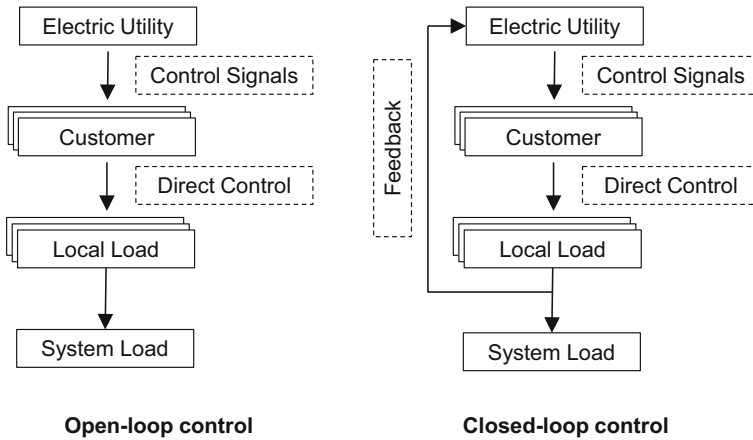 Electric Utility
Control Signals
Customer
Direct Control
Local Load
System Load
Open-loop control
Electric Utility
Control Signals
Feedback
Customer
Direct Control
Local Load
System Load
Closed-loop control